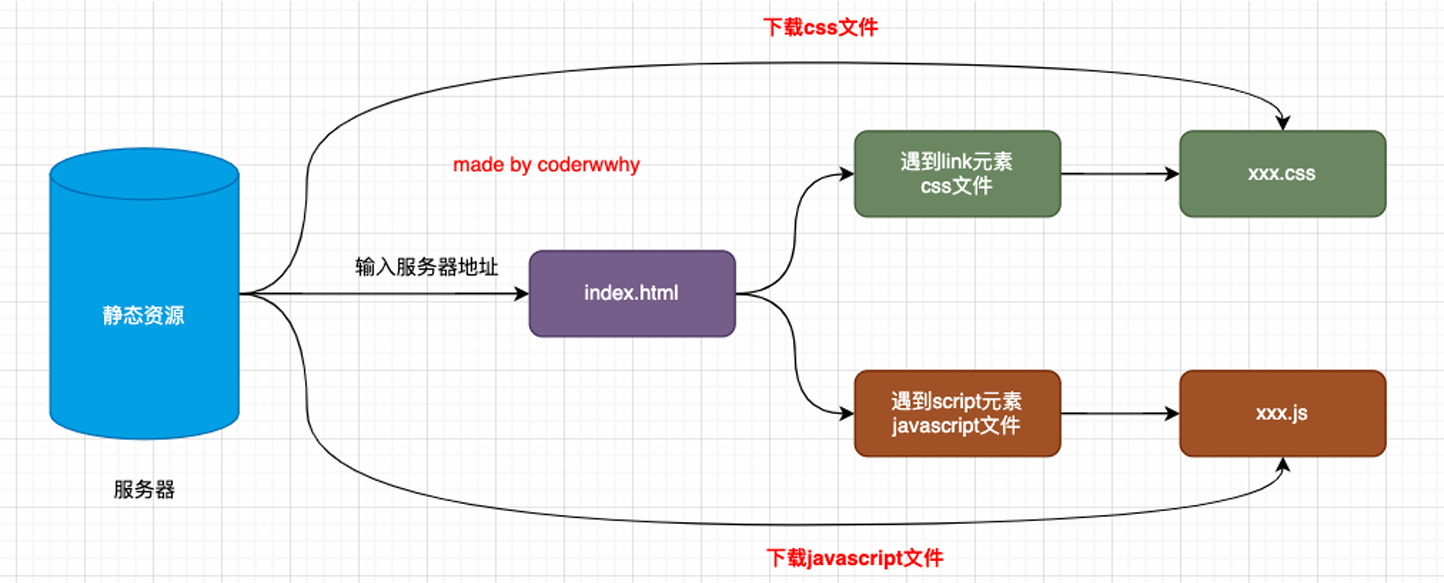 下载css文件
made by coderwwhy
遇到link元素
css文件
xxx.css
输入服务器地址
index.html
静态资源
遇到script元素
javascript文件
xxx.js
服务器
下载javascript文件